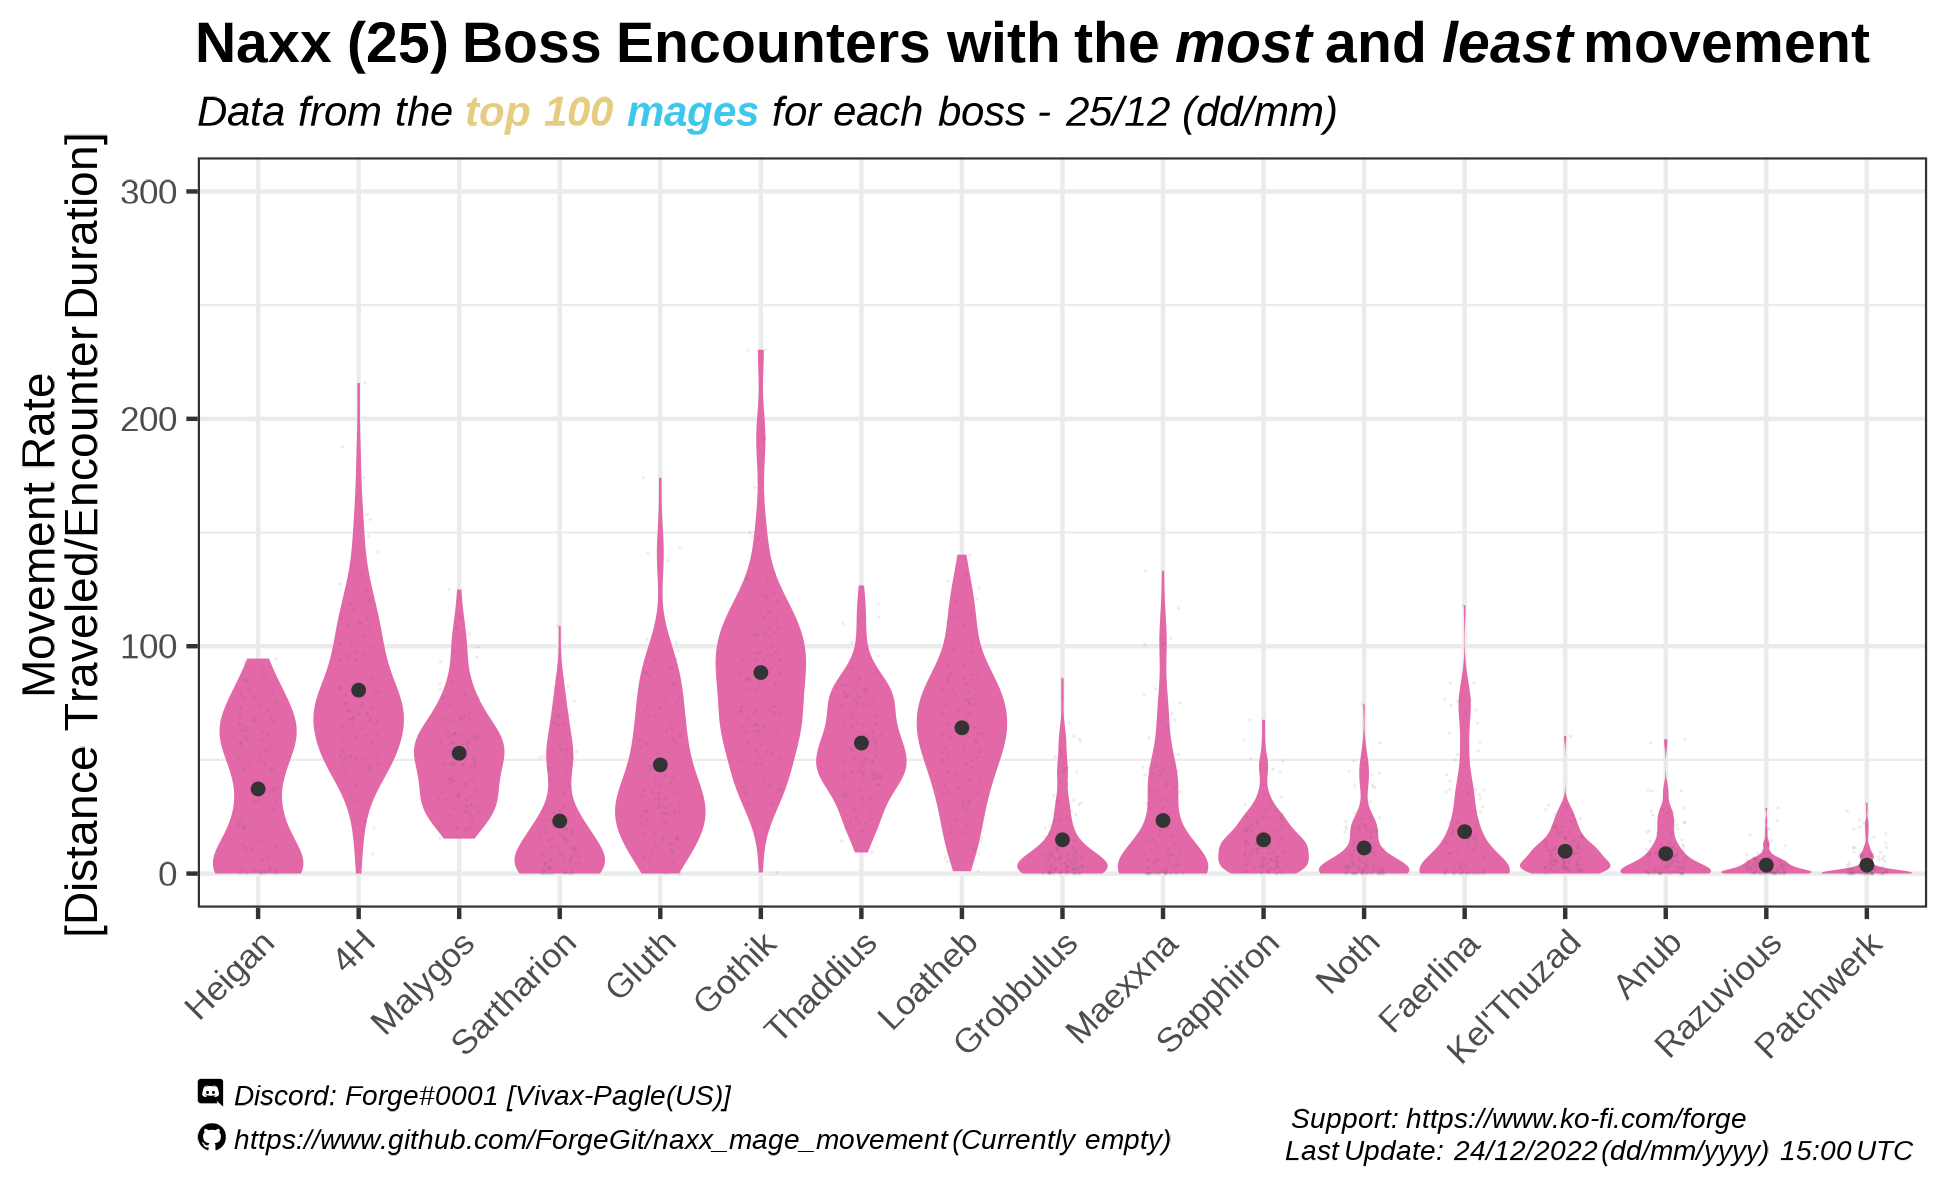 Naxx (25) Boss Encounters with the most and least movement
Data from the top 100 mages for each boss - 25/12 (dd/mm)
Movement Rate
[Distance Traveled/Encounter Duration]
300
200
100
0
Heigan
4H
Malygos
Sartharion
Gluth
Gothik
Thaddius
Loatheb
Grobbulus
Maexxna
Sapphiron
Noth
Faerlina
Kel'Thuzad
Anub
Razuvious
Patchwerk
Discord: Forge#0001 [Vivax-Pagle(US)]
https://www.github.com/ForgeGit/naxx_mage_movement (Currently empty)
Support: https://www.ko-fi.com/forge
Last Update: 24/12/2022 (dd/mm/yyyy) 15:00 UTC